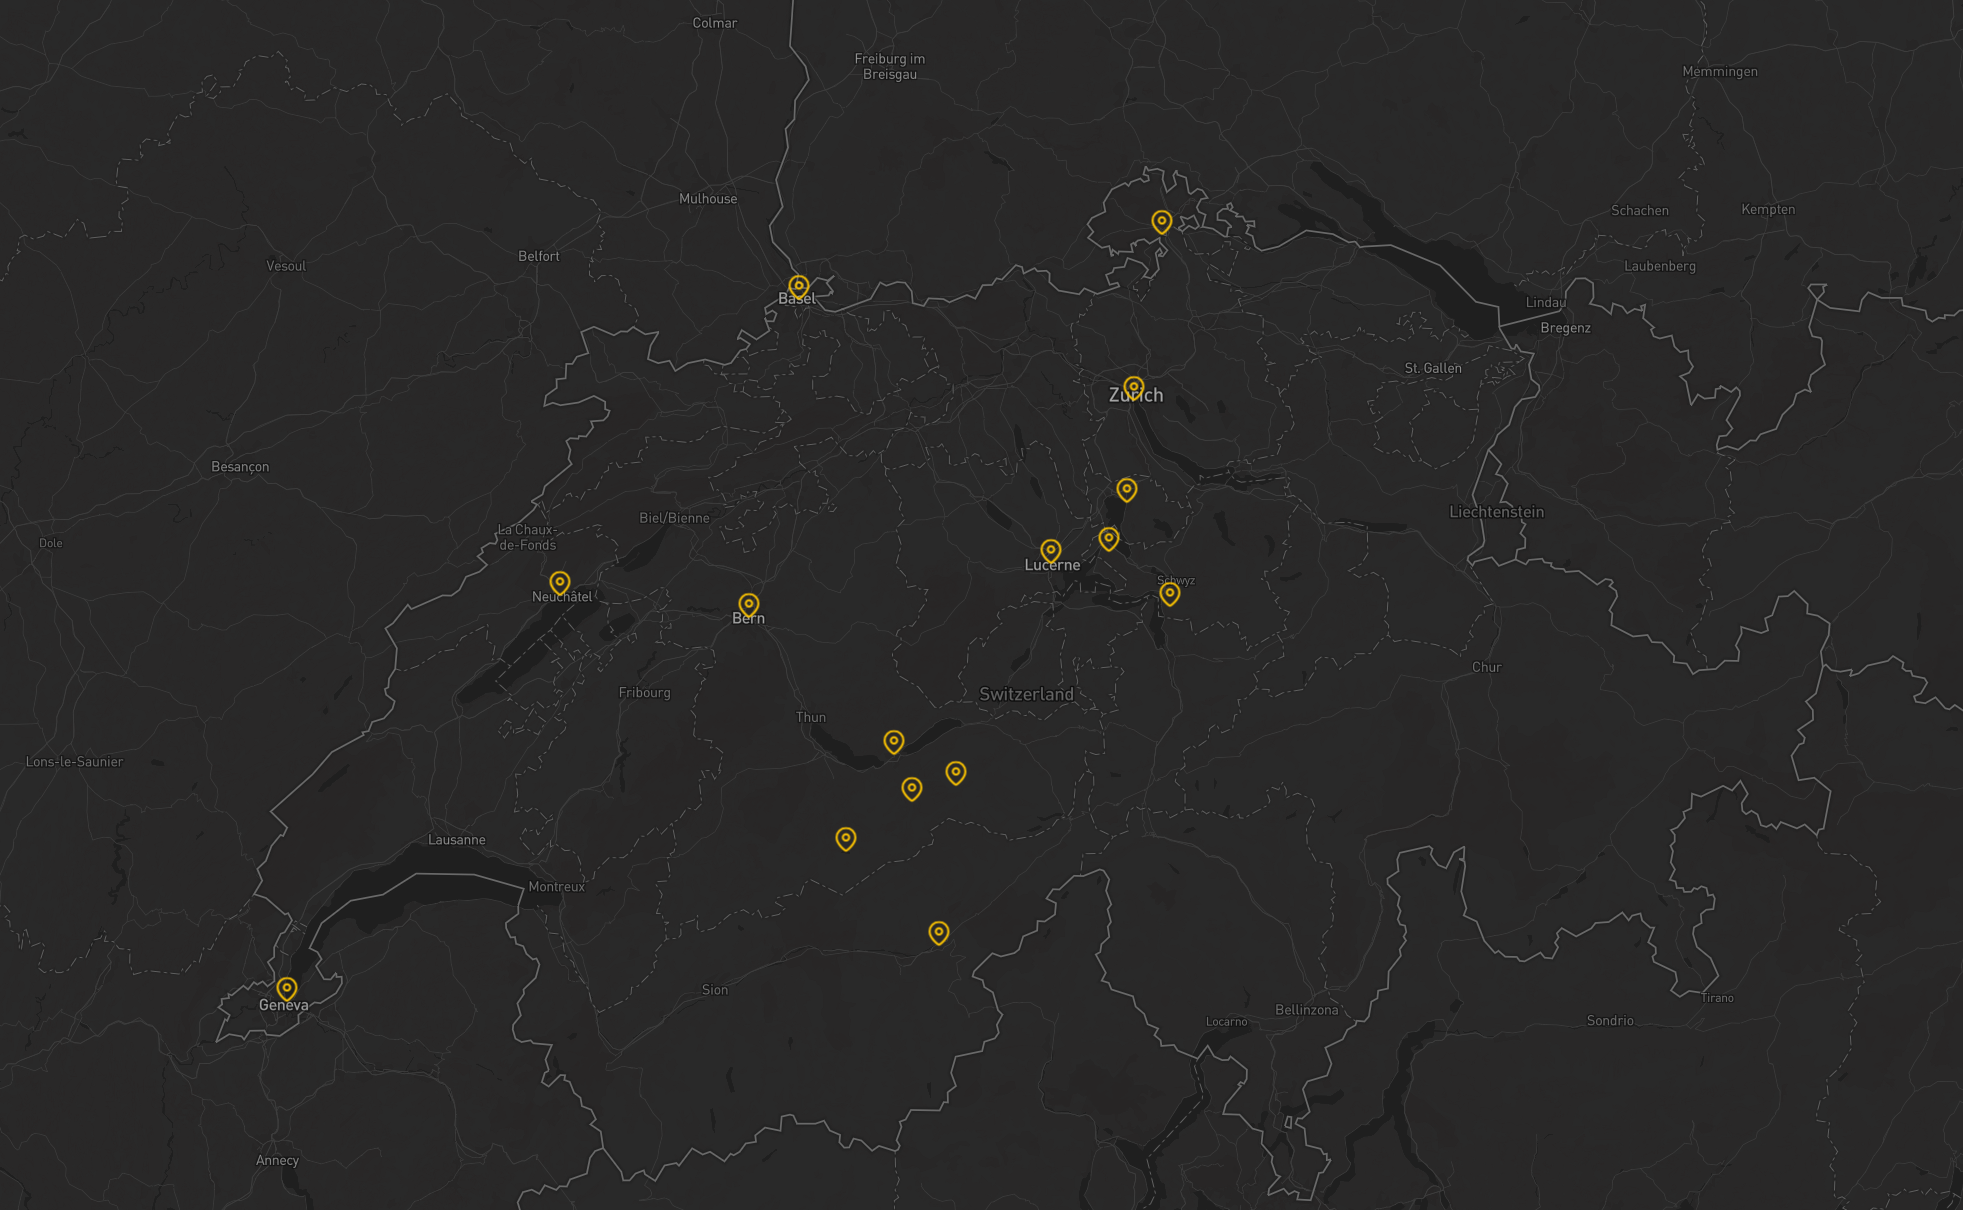 Colmar
Freiburg im
Breisgau
Memmingen
Mulhouse
Schachen
Kempten
Belfort
Vesoul
Laubenberg
Basel
Lindau
Bregenz
St. Gallen
Zurich
Besançon
Liechtenstein
Biel/Bienne
La Chaux-
de-Fonds
Dole
Lucerne
Schwyz
Neuchâtel
Bern
Chur
Fribourg
Switzerland
Thun
Lons-le-Saunier
Lausanne
Montreux
Sion
Tirano
Geneva
Bellinzona
Locarno
Sondrio
Annecy